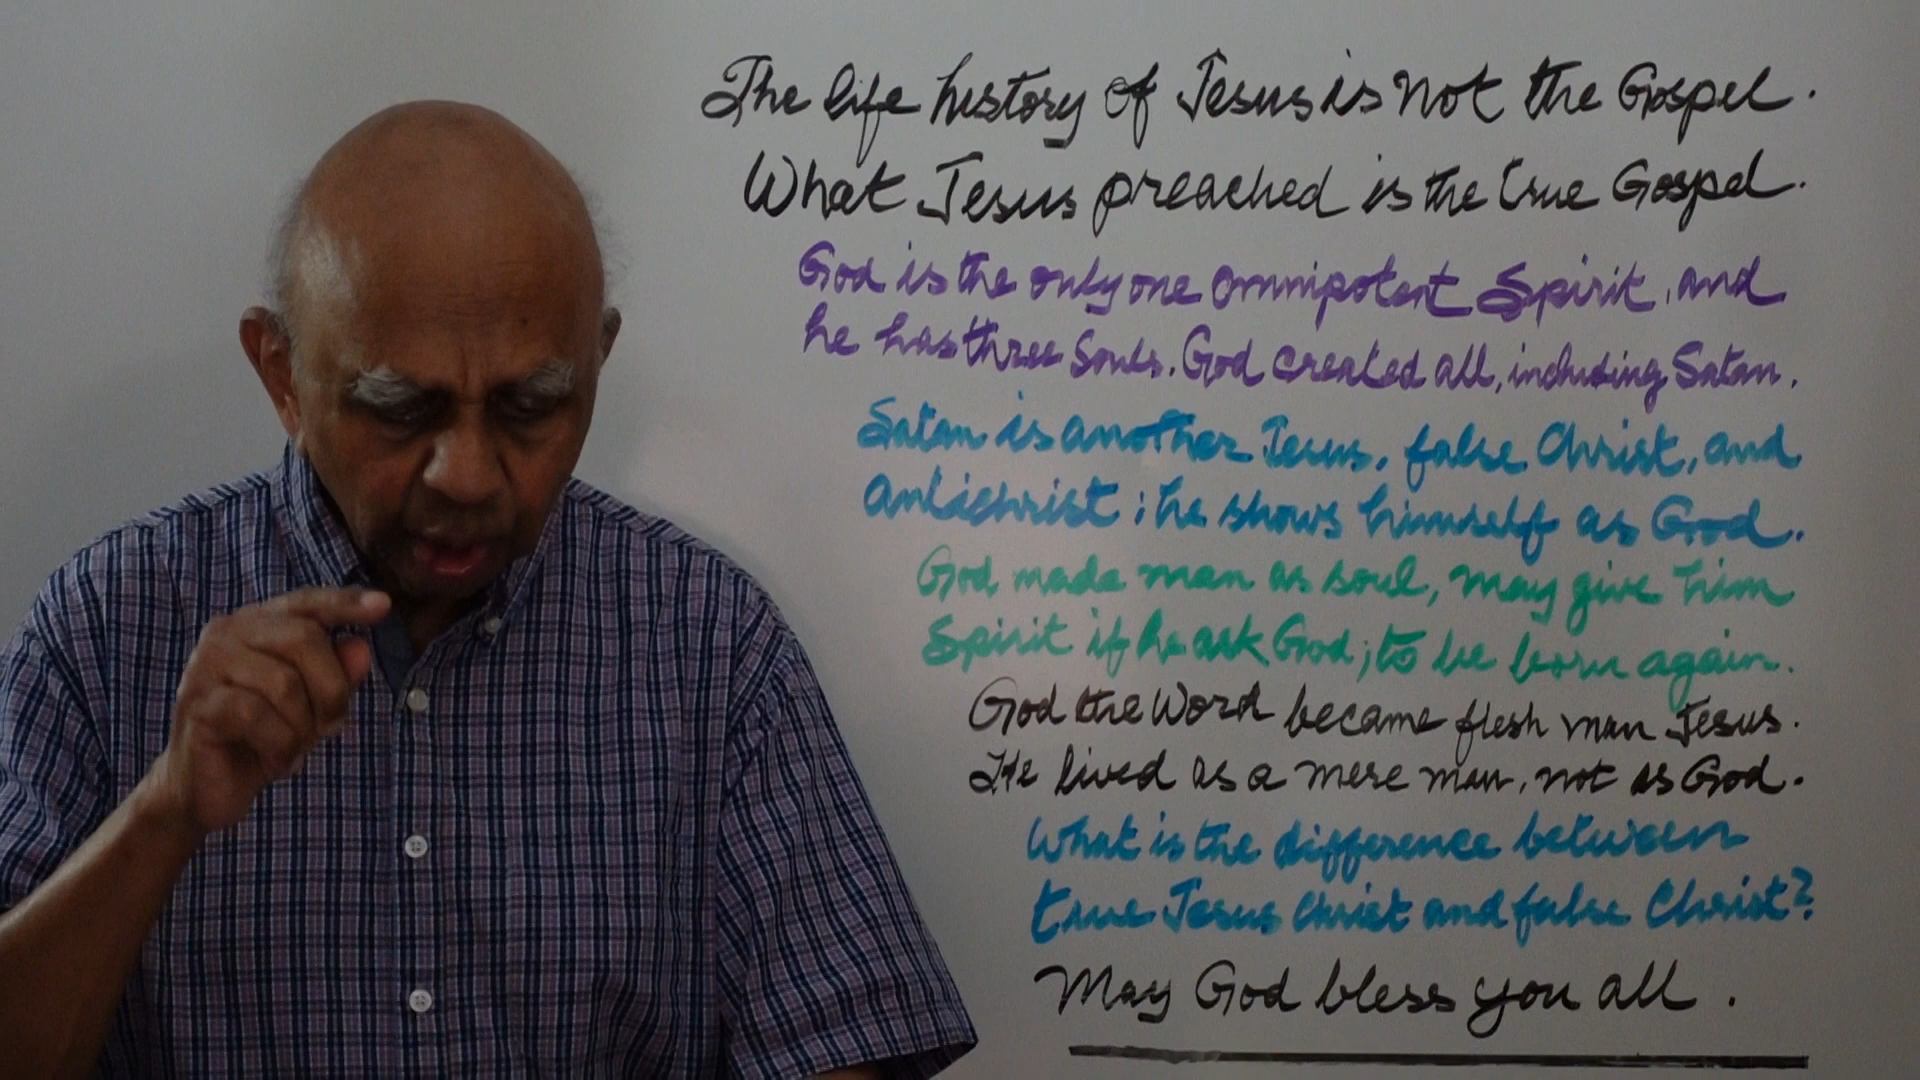 The life history of Jesus is not the Gospel.
What Jesus preached is the true Gospel.
God is the only one omnipotent Spirit, and
he has three souls. God created all, including Satan.
Satan is another Jesus, false Christ, and
Antichrist; he shows himself as God.
God made man as soul, may give him
Spirit if he ask God; to be born again.
God the Word became flesh man Jesus.
He lived as a mere man, not as God.
What is the difference between
true Jesus Christ and false Christ?
May God bless you all.